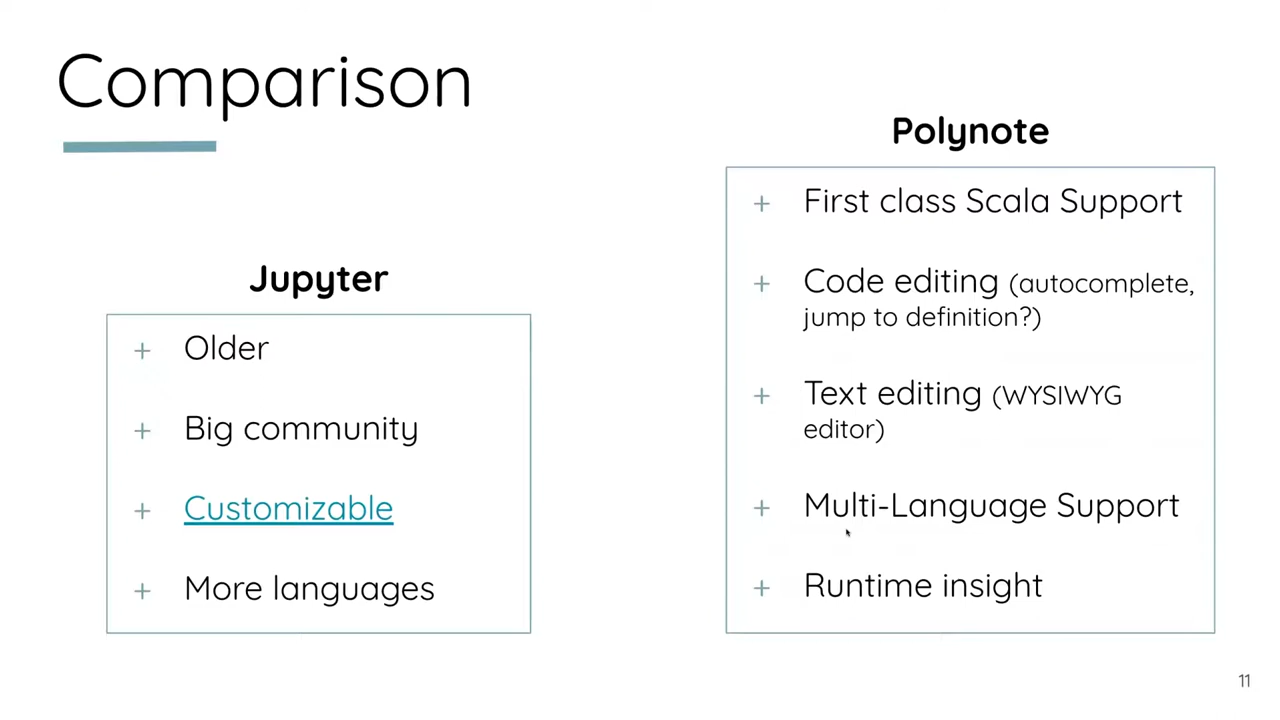 Comparison
Jupyter
+ Older
+ Big community
+ Customizable
+ More languages
Polynote
+ First class Scala Support
+ Code editing (autocomplete,
jump to definition?)
+ Text editing (WYSIWYG
editor)
+ Multi-Language Support
+ Runtime insight
11